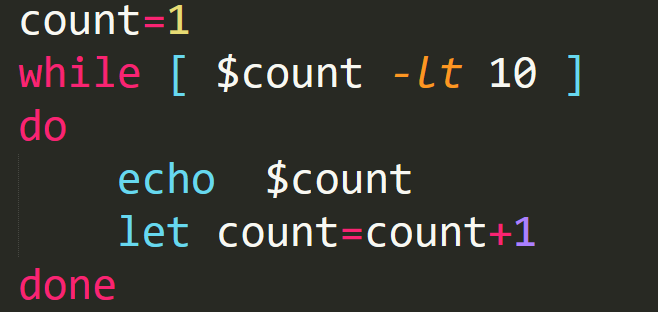 count=1
while [ $count -lt 10 ]
do
    echo  $count
    let count=count+1
done